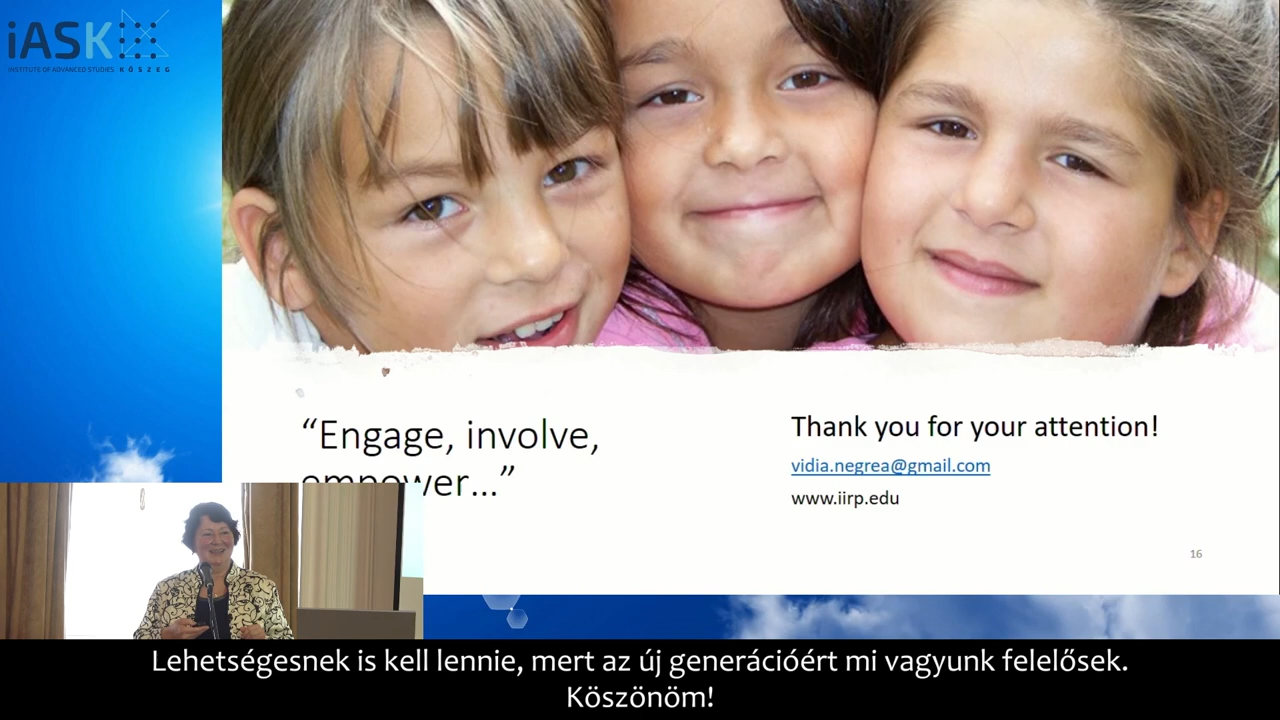 iASK
INSTITUTE OF ADVANCED STUDIES KŐSZEG
“Engage, involve,
empower…”
Thank you for your attention!
vidia.negrea@gmail.com
www.iirp.edu
16
Lehetségesnek is kell lennie, mert az új generációért mi vagyunk felelősek.
Köszönöm!